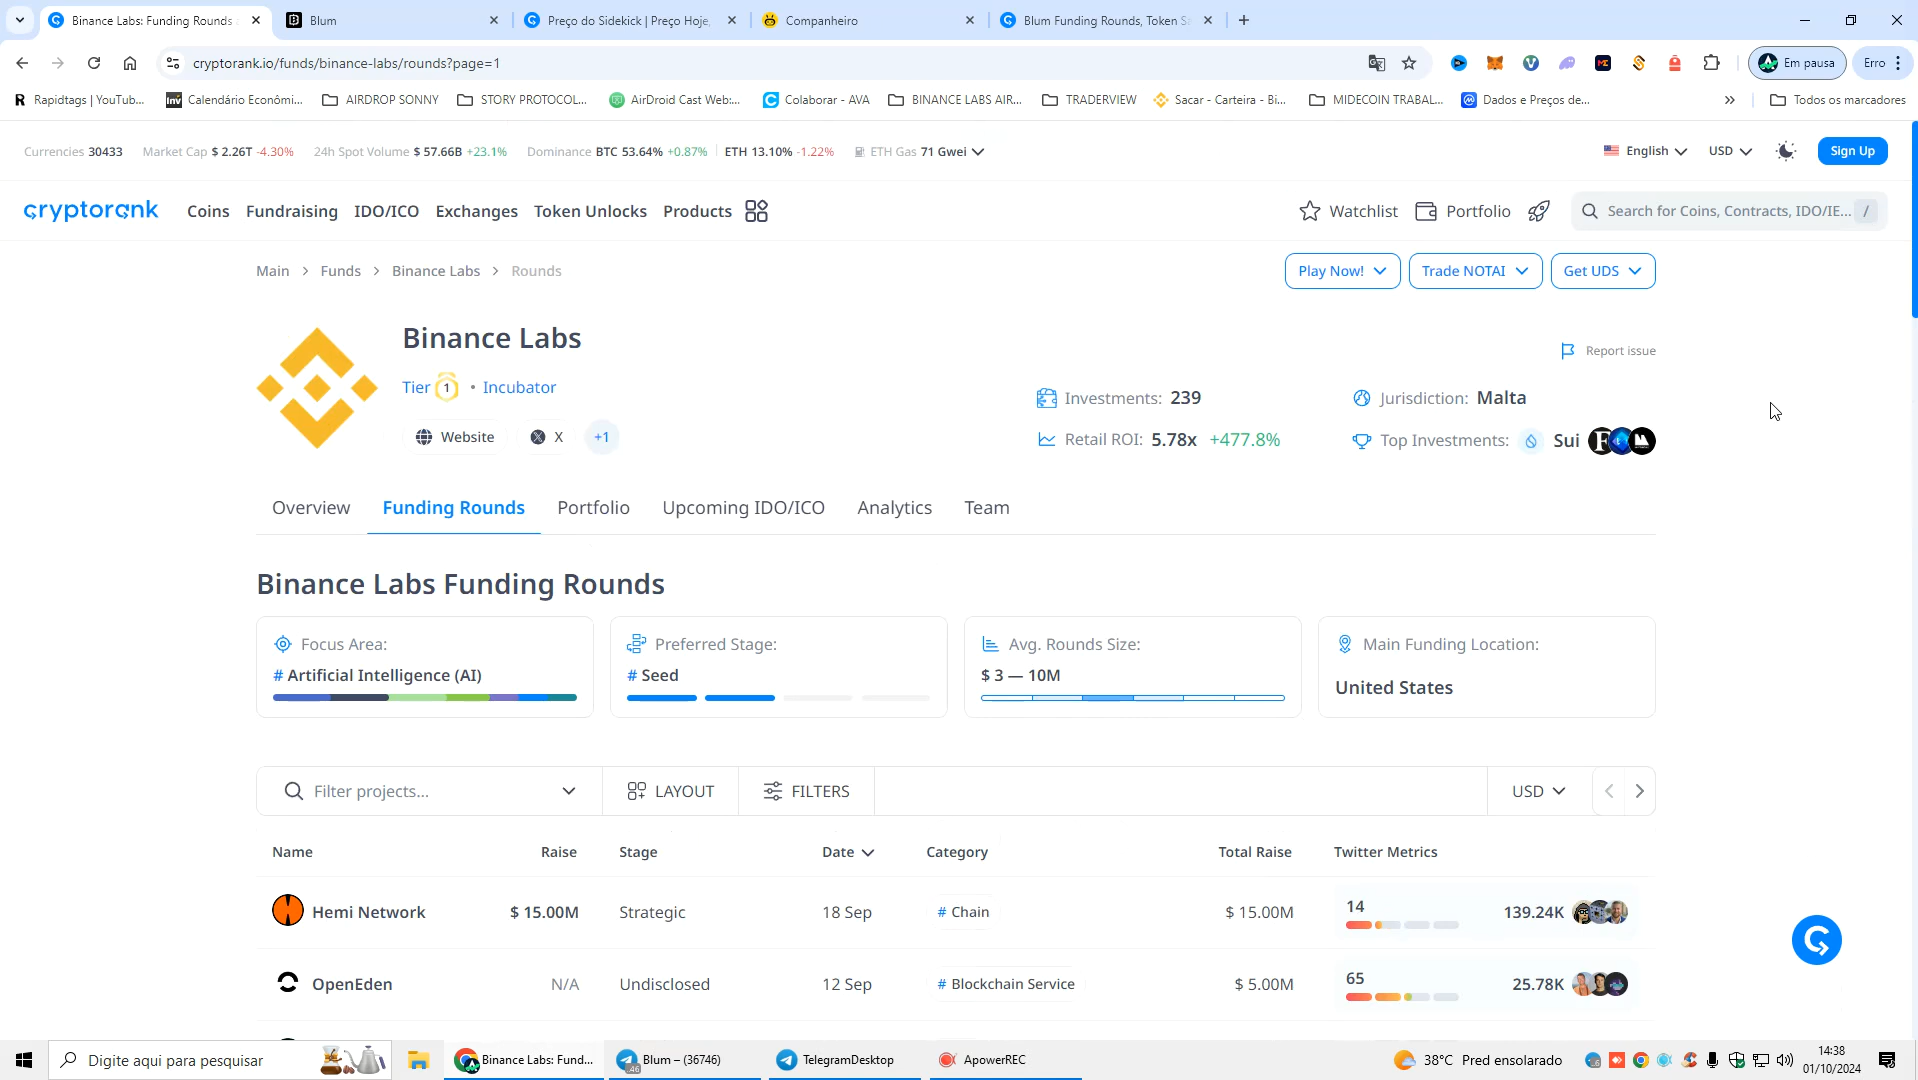 Binance Labs: Funding Rounds
Blum
Preço do Sidekick | Preço Hoje,
Companheiro
Blum Funding Rounds, Token S
cryptorank.io/funds/binance-labs/rounds?page=1
Em pausa
Erro
Rapidtags | YouTub...
Calendário Econômi...
AIRDROP SONNY
STORY PROTOCOL...
AirDroid Cast Web:...
Colaborar - AVA
BINANCE LABS AIR...
TRADERVIEW
Sacar - Carteira - Bi...
MIDECOIN TRABAL...
Dados e Preços de...
Todos os marcadores
Currencies 30433
Market Cap $ 2.26T -4.30%
24h Spot Volume $ 57.66B +23.1%
Dominance BTC 53.64% +0.87%
ETH 13.10% -1.22%
ETH Gas 71 Gwei
English
USD
Sign Up
cryptorank
Coins
Fundraising
IDO/ICO
Exchanges
Token Unlocks
Products
Watchlist
Portfolio
Search for Coins, Contracts, IDO/IE... /
Main > Funds > Binance Labs > Rounds
Play Now!
Trade NOTAI
Get UDS
Binance Labs
Report issue
Tier 1 • Incubator
Investments: 239
Jurisdiction: Malta
Website
X
+1
Retail ROI: 5.78x +477.8%
Top Investments: Sui
Overview
Funding Rounds
Portfolio
Upcoming IDO/ICO
Analytics
Team
Binance Labs Funding Rounds
Focus Area:
# Artificial Intelligence (AI)
Preferred Stage:
# Seed
Avg. Rounds Size:
$ 3 — 10M
Main Funding Location:
United States
Filter projects...
LAYOUT
FILTERS
USD
Name Raise Stage Date Category Total Raise Twitter Metrics
Hemi Network $ 15.00M Strategic 18 Sep # Chain $ 15.00M 14 139.24K
OpenEden N/A Undisclosed 12 Sep # Blockchain Service $ 5.00M 65 25.78K
Digite aqui para pesquisar
Binance Labs: Fund...
Blum – (36746)
TelegramDesktop
ApowerREC
38°C Pred ensolarado
14:38
01/10/2024